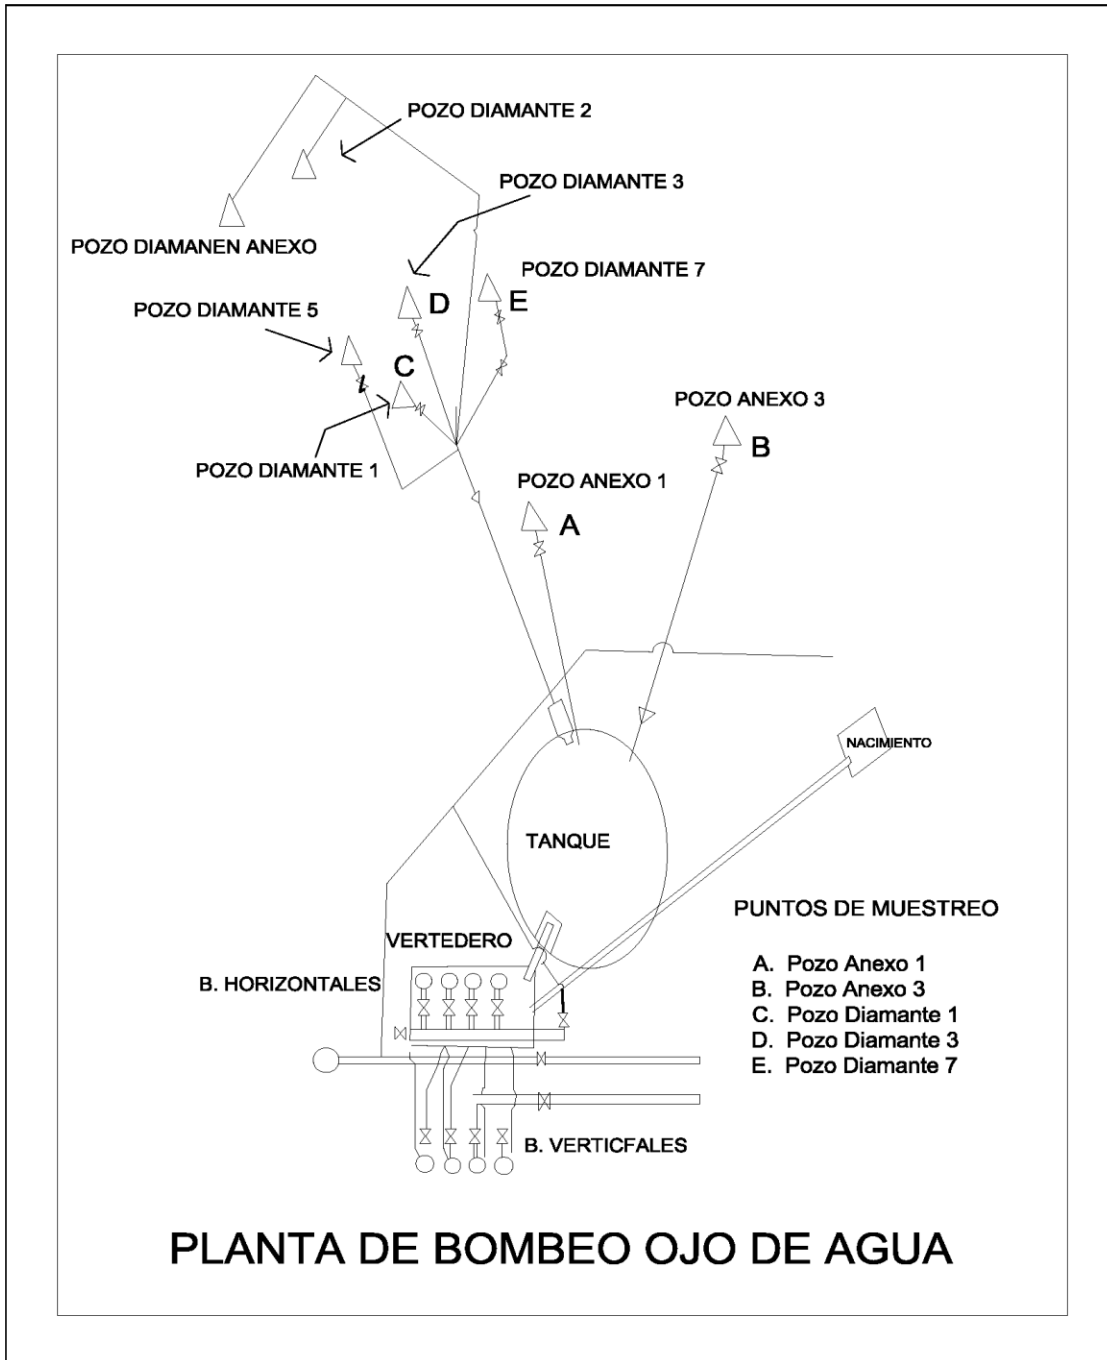 POZO DIAMANTE 2
POZO DIAMANTE 3
POZO DIAMANEN ANEXO
POZO DIAMANTE 7
D
E
POZO DIAMANTE 5
C
POZO ANEXO 3
B
POZO DIAMANTE 1
POZO ANEXO 1
A
NACIMIENTO
TANQUE
PUNTOS DE MUESTREO
VERTEDERO
A. Pozo Anexo 1
B. HORIZONTALES
B. Pozo Anexo 3
C. Pozo Diamante 1
D. Pozo Diamante 3
E. Pozo Diamante 7
B. VERTICFALES
PLANTA DE BOMBEO OJO DE AGUA